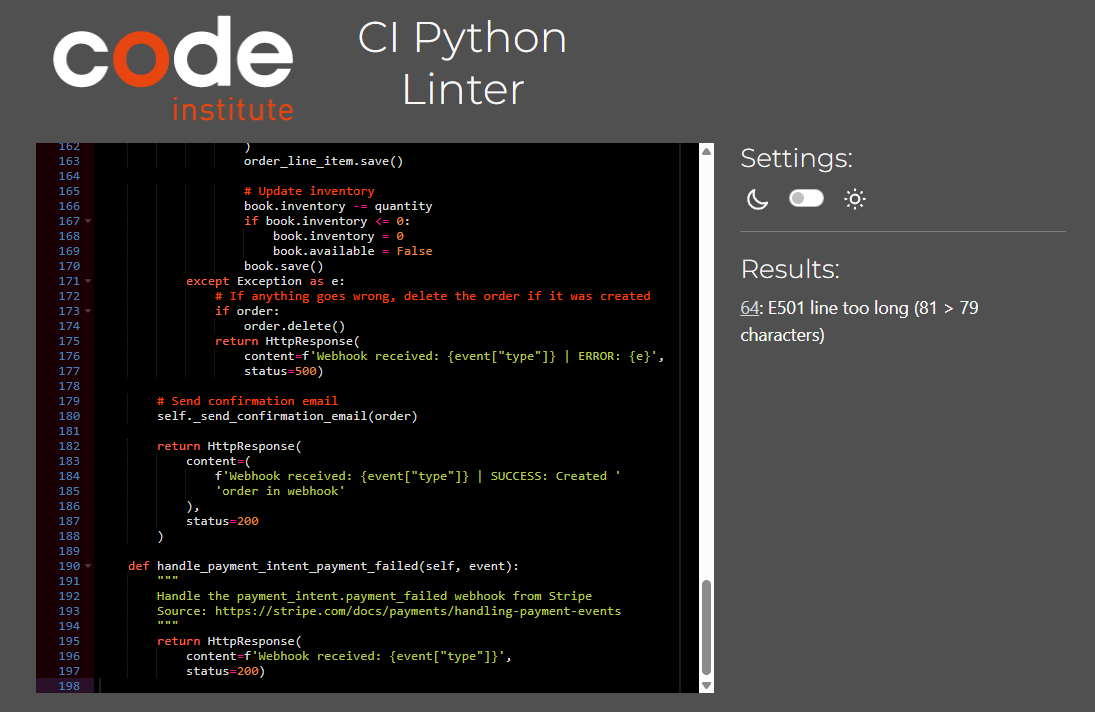 code
institute
CI Python
Linter
162 )
163 order_line_item.save()
164
165 # Update inventory
166 book.inventory -= quantity
167 if book.inventory <= 0:
168 book.inventory = 0
169 book.available = False
170 book.save()
171 except Exception as e:
172 # If anything goes wrong, delete the order if it was created
173 if order:
174 order.delete()
175 return HttpResponse(
176 content=f'Webhook received: {event["type"]} | ERROR: {e}',
177 status=500)
178
179 # Send confirmation email
180 self._send_confirmation_email(order)
181
182 return HttpResponse(
183 content=(
184 f'Webhook received: {event["type"]} | SUCCESS: Created '
185 'order in webhook'
186 ),
187 status=200
188 )
189
190 def handle_payment_intent_payment_failed(self, event):
191 """
192 Handle the payment_intent.payment_failed webhook from Stripe
193 Source: https://stripe.com/docs/payments/handling-payment-events
194 """
195 return HttpResponse(
196 content=f'Webhook received: {event["type"]}',
197 status=200)
198
Settings:
Results:
64: E501 line too long (81 > 79
characters)